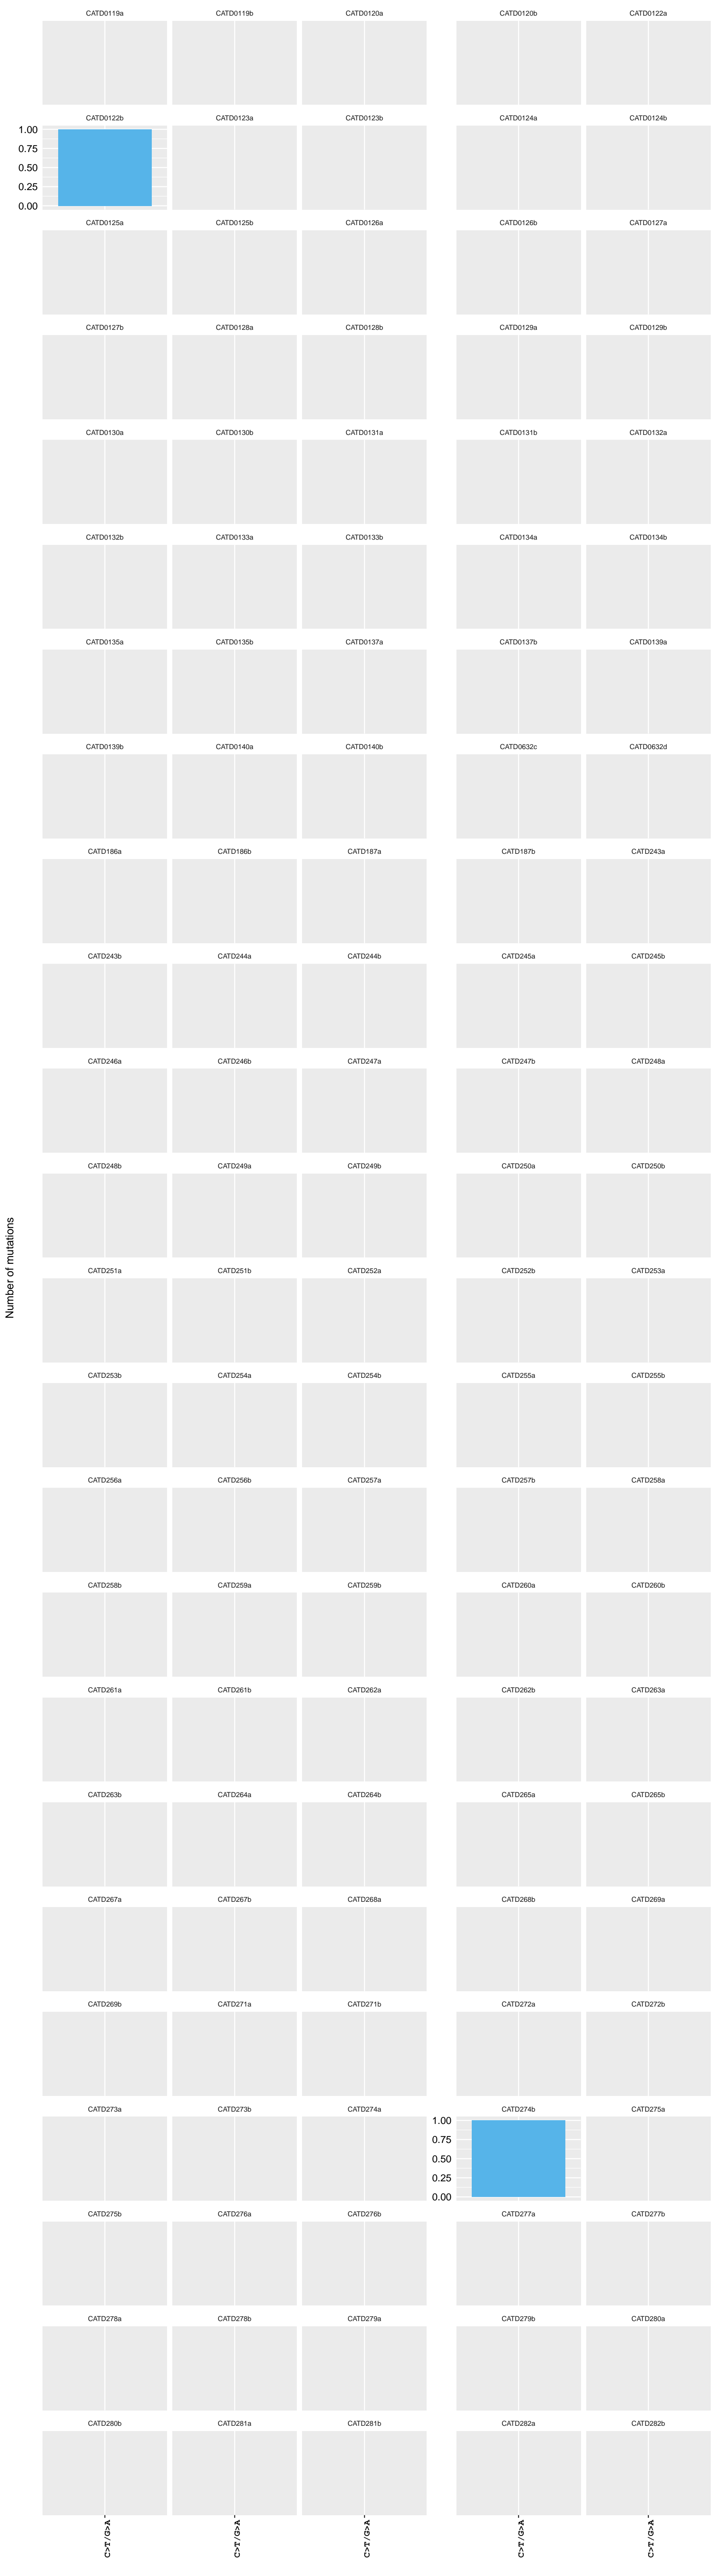 CATD0119a CATD0119b CATD0120a CATD0120b CATD0122a
CATD0122b CATD0123a CATD0123b CATD0124a CATD0124b
1.00
0.75
0.50
0.25
0.00
CATD0125a CATD0125b CATD0126a CATD0126b CATD0127a
CATD0127b CATD0128a CATD0128b CATD0129a CATD0129b
CATD0130a CATD0130b CATD0131a CATD0131b CATD0132a
CATD0132b CATD0133a CATD0133b CATD0134a CATD0134b
CATD0135a CATD0135b CATD0137a CATD0137b CATD0139a
CATD0139b CATD0140a CATD0140b CATD0632c CATD0632d
CATD186a CATD186b CATD187a CATD187b CATD243a
CATD243b CATD244a CATD244b CATD245a CATD245b
CATD246a CATD246b CATD247a CATD247b CATD248a
CATD248b CATD249a CATD249b CATD250a CATD250b
Number of mutations
CATD251a CATD251b CATD252a CATD252b CATD253a
CATD253b CATD254a CATD254b CATD255a CATD255b
CATD256a CATD256b CATD257a CATD257b CATD258a
CATD258b CATD259a CATD259b CATD260a CATD260b
CATD261a CATD261b CATD262a CATD262b CATD263a
CATD263b CATD264a CATD264b CATD265a CATD265b
CATD267a CATD267b CATD268a CATD268b CATD269a
CATD269b CATD271a CATD271b CATD272a CATD272b
CATD273a CATD273b CATD274a CATD274b CATD275a
1.00
0.75
0.50
0.25
0.00
CATD275b CATD276a CATD276b CATD277a CATD277b
CATD278a CATD278b CATD279a CATD279b CATD280a
CATD280b CATD281a CATD281b CATD282a CATD282b
C>T/G>A C>T/G>A C>T/G>A C>T/G>A C>T/G>A